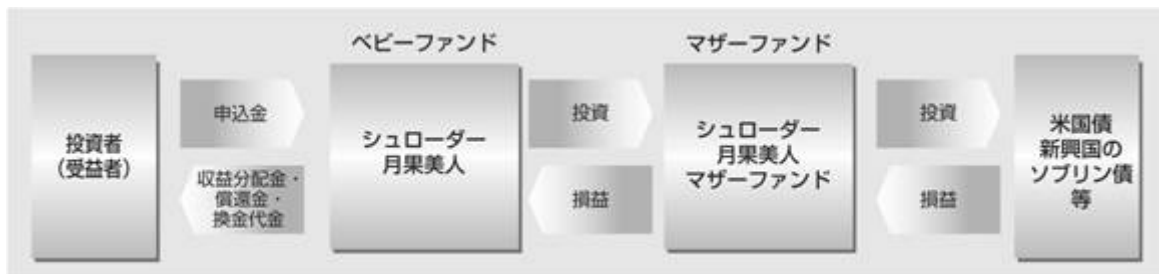 ベビーファンド
マザーファンド
投資者
(受益者)
申込金
収益分配金・
償還金・
換金代金
シュローダー
月果美人
投資
損益
シュローダー
月果美人
マザーファンド
投資
損益
米国債
新興国の
ソブリン債
等